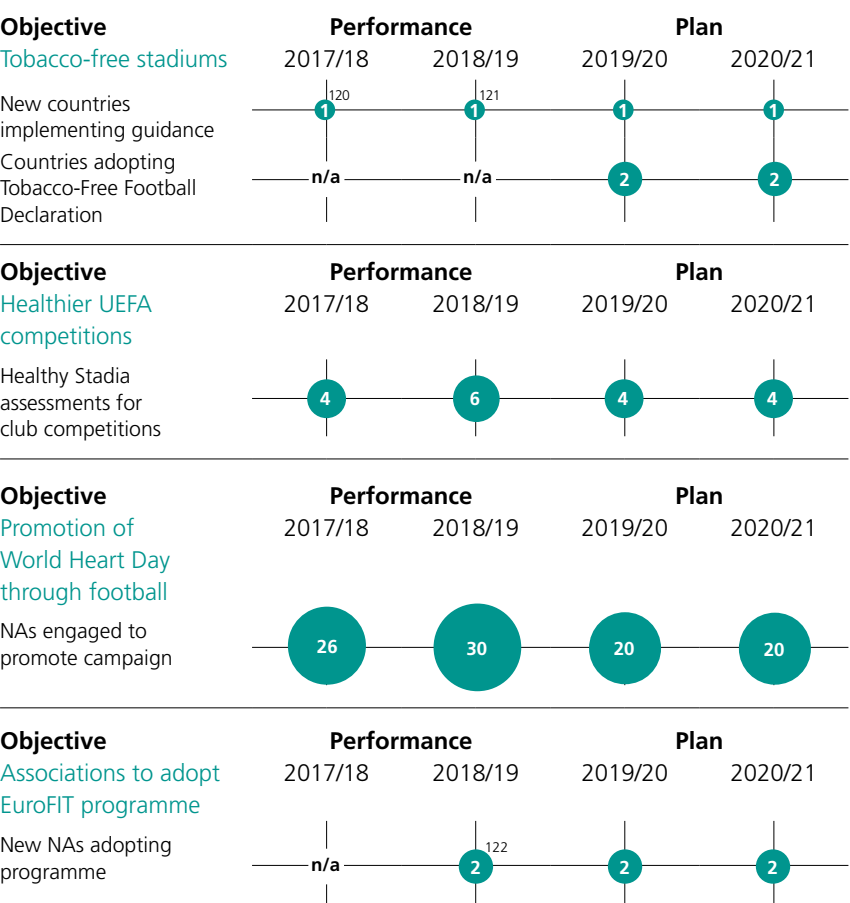 Objective Performance Plan
Tobacco-free stadiums 2017/18 2018/19 2019/20 2020/21
New countries
implementing guidance 1 120 1 121 1 1
Countries adopting
Tobacco-Free Football n/a n/a 2 2
Declaration
Objective Performance Plan
Healthier UEFA 2017/18 2018/19 2019/20 2020/21
competitions
Healthy Stadia
assessments for 4 6 4 4
club competitions
Objective Performance Plan
Promotion of 2017/18 2018/19 2019/20 2020/21
World Heart Day
through football
NAs engaged to 26 30 20 20
promote campaign
Objective Performance Plan
Associations to adopt 2017/18 2018/19 2019/20 2020/21
EuroFIT programme
New NAs adopting
programme n/a 2 122 2 2